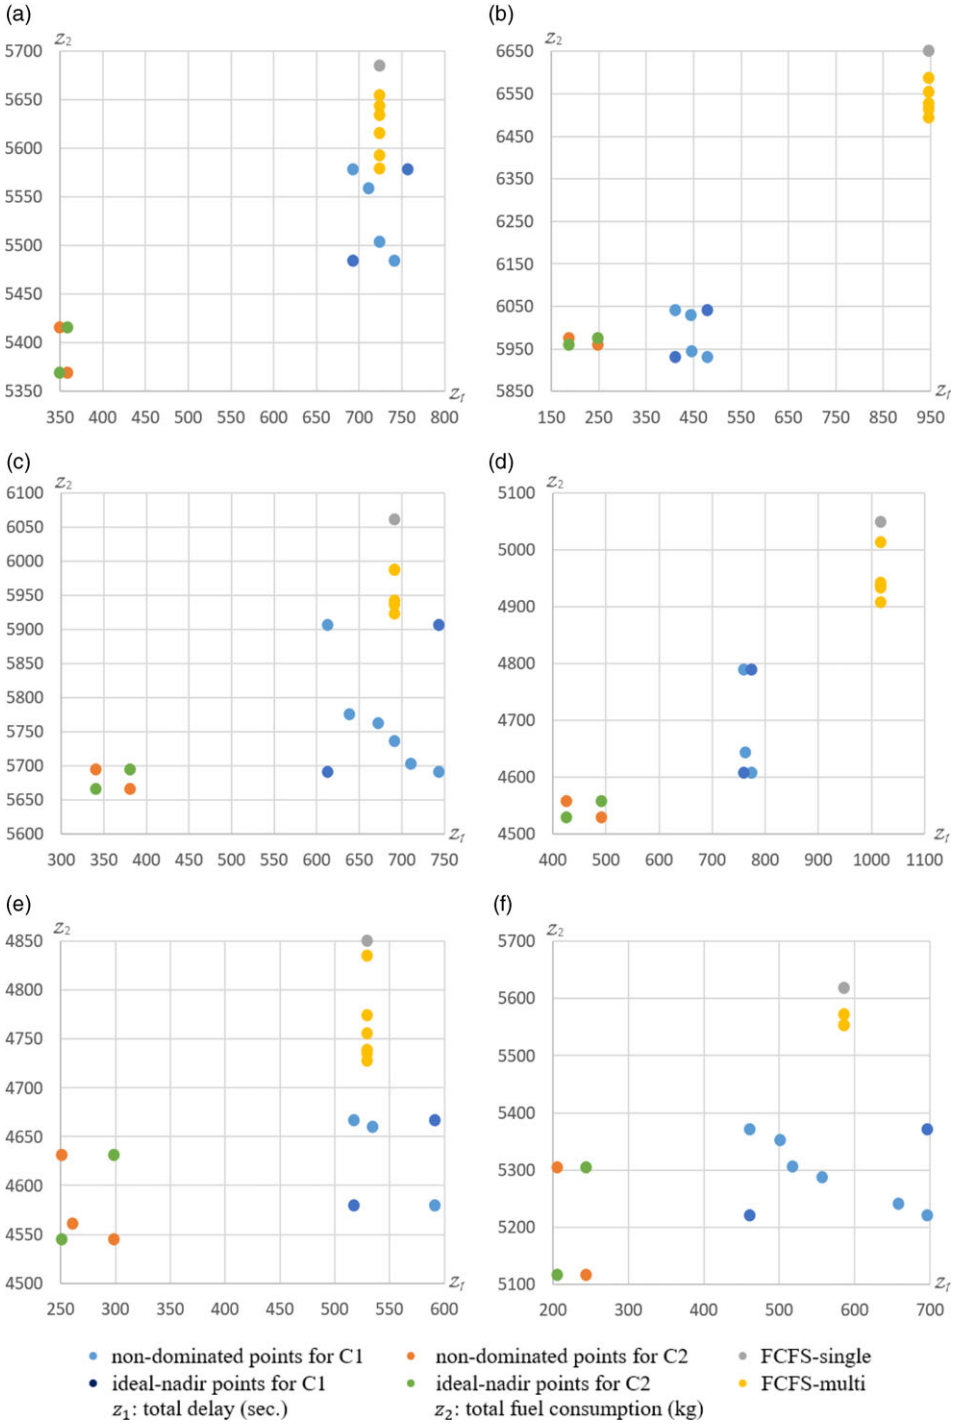 (a)
(b)
z2
z2
5700
5650
5600
5550
5500
5450
5400
5350
z1
350 400 450 500 550 600 650 700 750 800
6650
6550
6450
6350
6250
6150
6050
5950
5850
z1
150 250 350 450 550 650 750 850 950
(c)
(d)
z2
z2
6100
6050
6000
5950
5900
5850
5800
5750
5700
5650
5600
z1
300 350 400 450 500 550 600 650 700 750
5100
5000
4900
4800
4700
4600
4500
z1
400 500 600 700 800 900 1000 1100
(e)
(f)
z2
z2
4850
4800
4750
4700
4650
4600
4550
4500
z1
250 300 350 400 450 500 550 600
5700
5600
5500
5400
5300
5200
5100
z1
200 300 400 500 600 700
non-dominated points for C1 non-dominated points for C2 FCFS-single
ideal-nadir points for C1 ideal-nadir points for C2 FCFS-multi
z1: total delay (sec.) z2: total fuel consumption (kg)